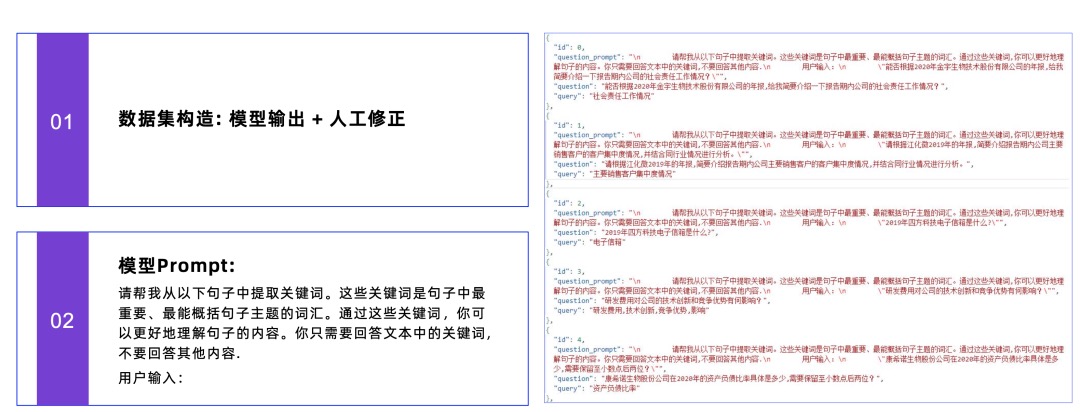 01
数据集构造: 模型输出 + 人工修正
02
模型Prompt:
请帮我从以下句子中提取关键词。这些关键词是句子中最
重要、最能概括句子主题的词汇。通过这些关键词，你可
以更好地理解句子的内容。你只需要回答文本中的关键词,
不要回答其他内容.
用户输入：
{
"id": 0,
"question_prompt": "\n        请帮我从以下句子中提取关键词。这些关键词是句子中最重要、最能概括句子主题的词汇。通过这些关键词,你可以更好地理
解句子的内容。你只需要回答文本中的关键词,不要回答其他内容.\n        用户输入：\n        \"能否根据2020年金宇生物技术股份有限公司的年报,给我
简要介绍一下报告期内公司的社会责任工作情况？\"",
"question": "能否根据2020年金宇生物技术股份有限公司的年报,给我简要介绍一下报告期内公司的社会责任工作情况？",
"query": "社会责任工作情况"
},
{
"id": 1,
"question_prompt": "\n        请帮我从以下句子中提取关键词。这些关键词是句子中最重要、最能概括句子主题的词汇。通过这些关键词,你可以更好地理
解句子的内容。你只需要回答文本中的关键词,不要回答其他内容.\n        用户输入：\n        \"请根据江化微2019年的年报,简要介绍报告期内公司主要
销售客户的客户集中度情况,并结合同行业情况进行分析。\"",
"question": "请根据江化微2019年的年报,简要介绍报告期内公司主要销售客户的客户集中度情况,并结合同行业情况进行分析。",
"query": "主要销售客户集中度情况"
},
{
"id": 2,
"question_prompt": "\n        请帮我从以下句子中提取关键词。这些关键词是句子中最重要、最能概括句子主题的词汇。通过这些关键词,你可以更好地理
解句子的内容。你只需要回答文本中的关键词,不要回答其他内容.\n        用户输入：\n        \"2019年四方科技电子信箱是什么?\"",
"question": "2019年四方科技电子信箱是什么?",
"query": "电子信箱"
},
{
"id": 3,
"question_prompt": "\n        请帮我从以下句子中提取关键词。这些关键词是句子中最重要、最能概括句子主题的词汇。通过这些关键词,你可以更好地理
解句子的内容。你只需要回答文本中的关键词,不要回答其他内容.\n        用户输入：\n        \"研发费用对公司的技术创新和竞争优势有何影响？\"",
"question": "研发费用对公司的技术创新和竞争优势有何影响？",
"query": "研发费用,技术创新,竞争优势,影响"
},
{
"id": 4,
"question_prompt": "\n        请帮我从以下句子中提取关键词。这些关键词是句子中最重要、最能概括句子主题的词汇。通过这些关键词,你可以更好地理
解句子的内容。你只需要回答文本中的关键词,不要回答其他内容.\n        用户输入：\n        \"康希诺生物股份公司在2020年的资产负债比率具体是多
少,需要保留至小数点后两位？\"",
"question": "康希诺生物股份公司在2020年的资产负债比率具体是多少,需要保留至小数点后两位？",
"query": "资产负债比率"
},